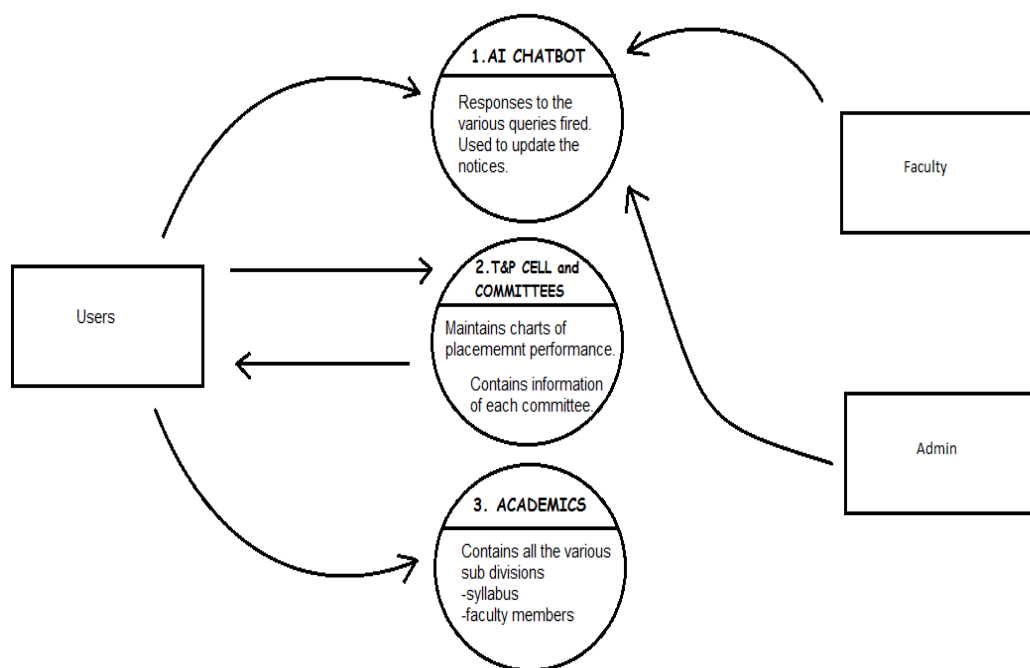 1.AI CHATBOT
Responses to the
various queries fired.
Used to update the
notices.
Faculty
Users
2.T&P CELL and
COMMITTEES
Maintains charts of
placememnt performance.
Contains information
of each committee.
Admin
3. ACADEMICS
Contains all the various
sub divisions
-syllabus
-faculty members